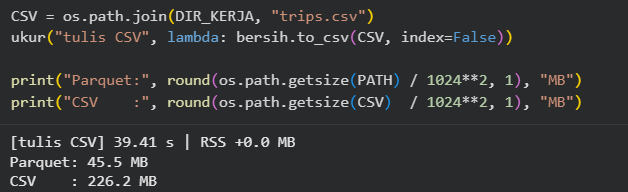 CSV = os.path.join(DIR_KERJA, "trips.csv")
ukur("tulis CSV", lambda: bersih.to_csv(CSV, index=False))
print("Parquet:", round(os.path.getsize(PATH) / 1024**2, 1), "MB")
print("CSV    :", round(os.path.getsize(CSV)  / 1024**2, 1), "MB")
[tulis CSV] 39.41 s | RSS +0.0 MB
Parquet: 45.5 MB
CSV    : 226.2 MB